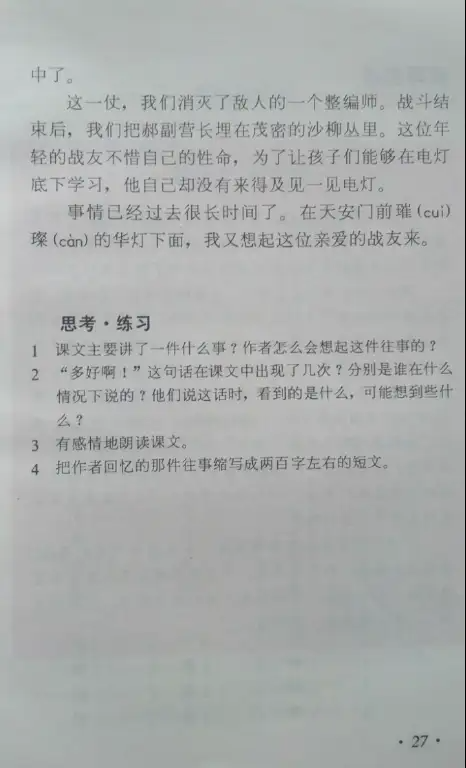 中了。
这一仗，我们消灭了敌人的一个整编师。战斗结
束后，我们把郝副营长埋在茂密的沙柳丛里。这位年
轻的战友不惜自己的性命，为了让孩子们能够在电灯
底下学习，他自己却没有来得及见一见电灯。
事情已经过去很长时间了。在天安门前璀(cuǐ)
璨(càn)的华灯下面，我又想起这位亲爱的战友来。
思考·练习
1 课文主要讲了一件什么事？作者怎么会想起这件往事的？
2 “多好啊！”这句话在课文中出现了几次？分别是谁在什么
情况下说的？他们说这话时，看到的是什么，可能想到些什
么？
3 有感情地朗读课文。
4 把作者回忆的那件往事缩写成两百字左右的短文。
·27·